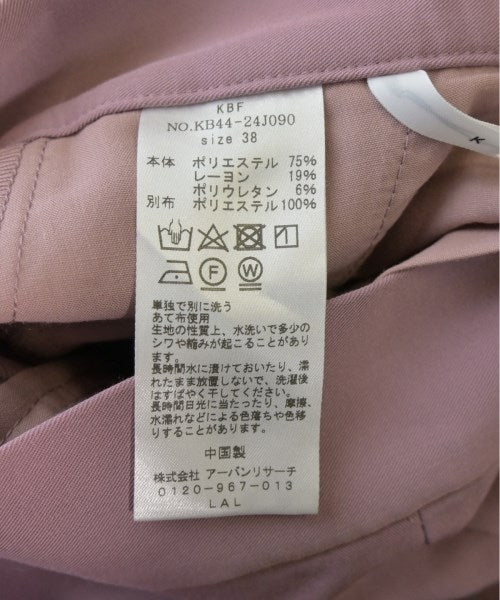 KBF
NO.KB44-24J090
size 38
本体 ポリエステル 75%
レーヨン 19%
ポリウレタン 6%
別布 ポリエステル 100%
F W
単独で別に洗う
あて布使用
生地の性質上、水洗いで多少の
シワや縮みが起こることがあり
ます。
長時間水に漬けておいたり、濡
れたまま放置しないで、洗濯後
はすばやく干してください。
長時間日光に当たったり、摩擦、
水濡れなどによる色落ちや色移
りすることがあります。
中国製
株式会社 アーバンリサーチ
0120-967-013
LAL
K